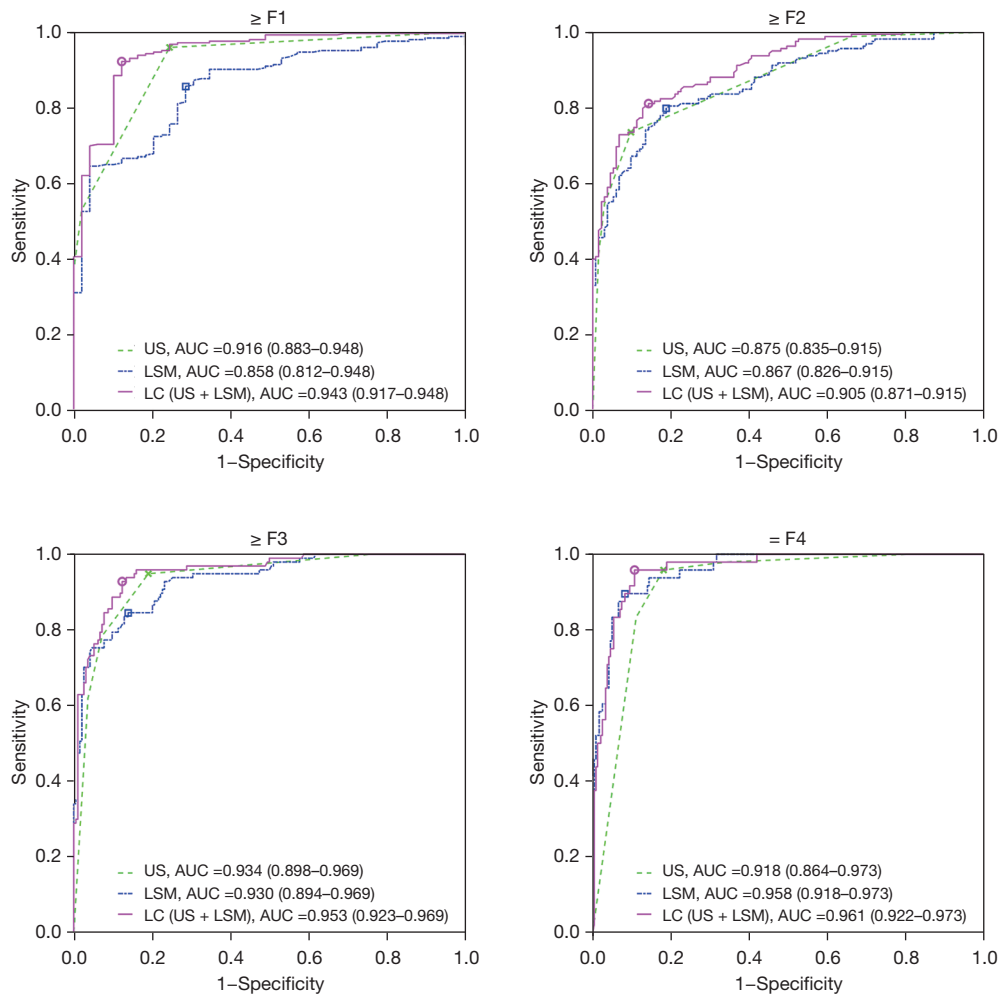 ≥ F1
1.0
0.8
0.6
0.4
0.2
0.0
Sensitivity
US, AUC =0.916 (0.883–0.948)
LSM, AUC =0.858 (0.812–0.948)
LC (US + LSM), AUC =0.943 (0.917–0.948)
0.0 0.2 0.4 0.6 0.8 1.0
1–Specificity
≥ F2
1.0
0.8
0.6
0.4
0.2
0.0
Sensitivity
US, AUC =0.875 (0.835–0.915)
LSM, AUC =0.867 (0.826–0.915)
LC (US + LSM), AUC =0.905 (0.871–0.915)
0.0 0.2 0.4 0.6 0.8 1.0
1–Specificity
≥ F3
1.0
0.8
0.6
0.4
0.2
0.0
Sensitivity
US, AUC =0.934 (0.898–0.969)
LSM, AUC =0.930 (0.894–0.969)
LC (US + LSM), AUC =0.953 (0.923–0.969)
0.0 0.2 0.4 0.6 0.8 1.0
1–Specificity
= F4
1.0
0.8
0.6
0.4
0.2
0.0
Sensitivity
US, AUC =0.918 (0.864–0.973)
LSM, AUC =0.958 (0.918–0.973)
LC (US + LSM), AUC =0.961 (0.922–0.973)
0.0 0.2 0.4 0.6 0.8 1.0
1–Specificity